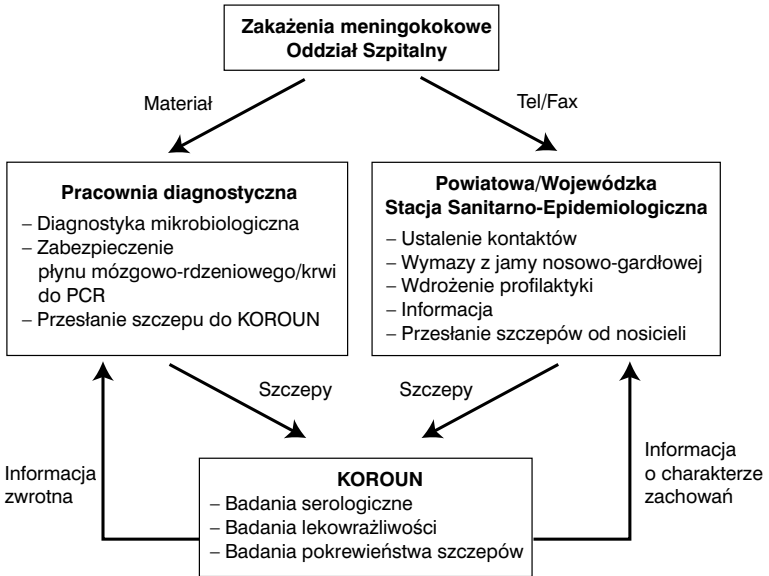 Zakażenia meningokokowe
Oddział Szpitalny
Materiał
Tel/Fax
Pracownia diagnostyczna
– Diagnostyka mikrobiologiczna
– Zabezpieczenie
płynu mózgowo-rdzeniowego/krwi
do PCR
– Przesłanie szczepu do KOROUN
Powiatowa/Wojewódzka
Stacja Sanitarno-Epidemiologiczna
– Ustalenie kontaktów
– Wymazy z jamy nosowo-gardłowej
– Wdrożenie profilaktyki
– Informacja
– Przesłanie szczepów od nosicieli
Szczepy
Szczepy
Informacja
zwrotna
KOROUN
– Badania serologiczne
– Badania lekowrażliwości
– Badania pokrewieństwa szczepów
Informacja
o charakterze
zachowań